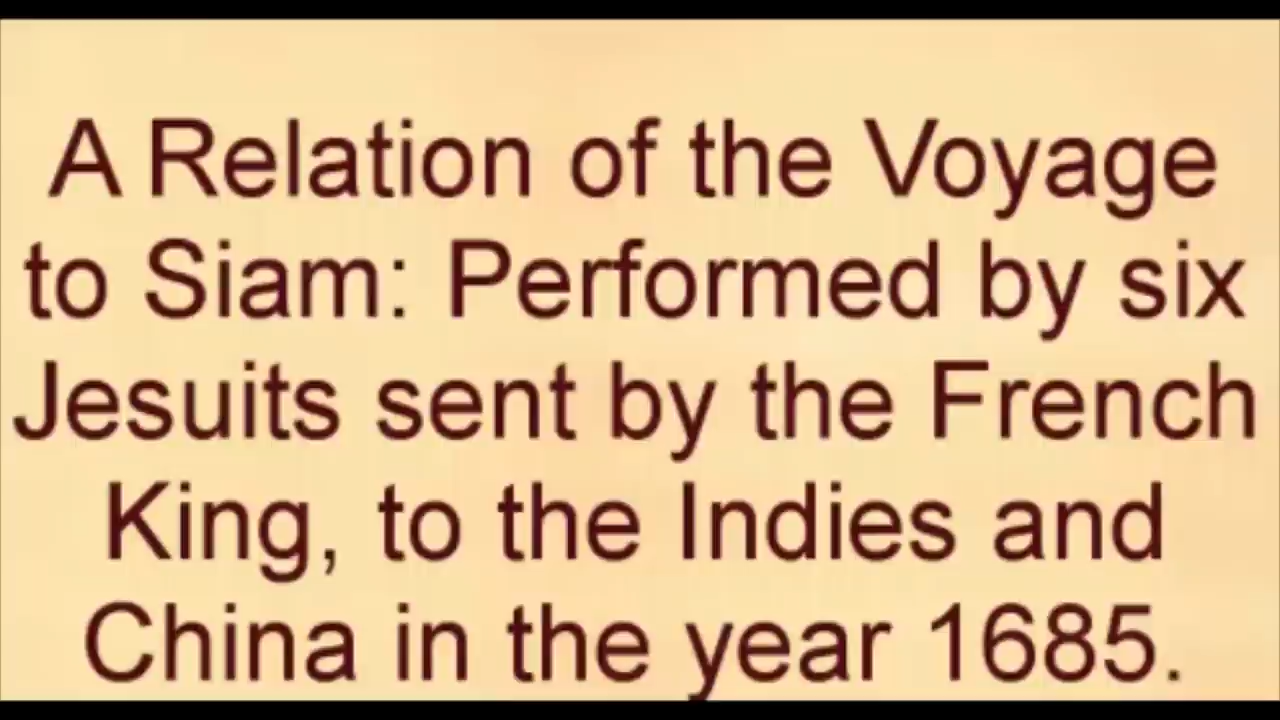 A Relation of the Voyage
to Siam: Performed by six
Jesuits sent by the French
King, to the Indies and
China in the year 1685.